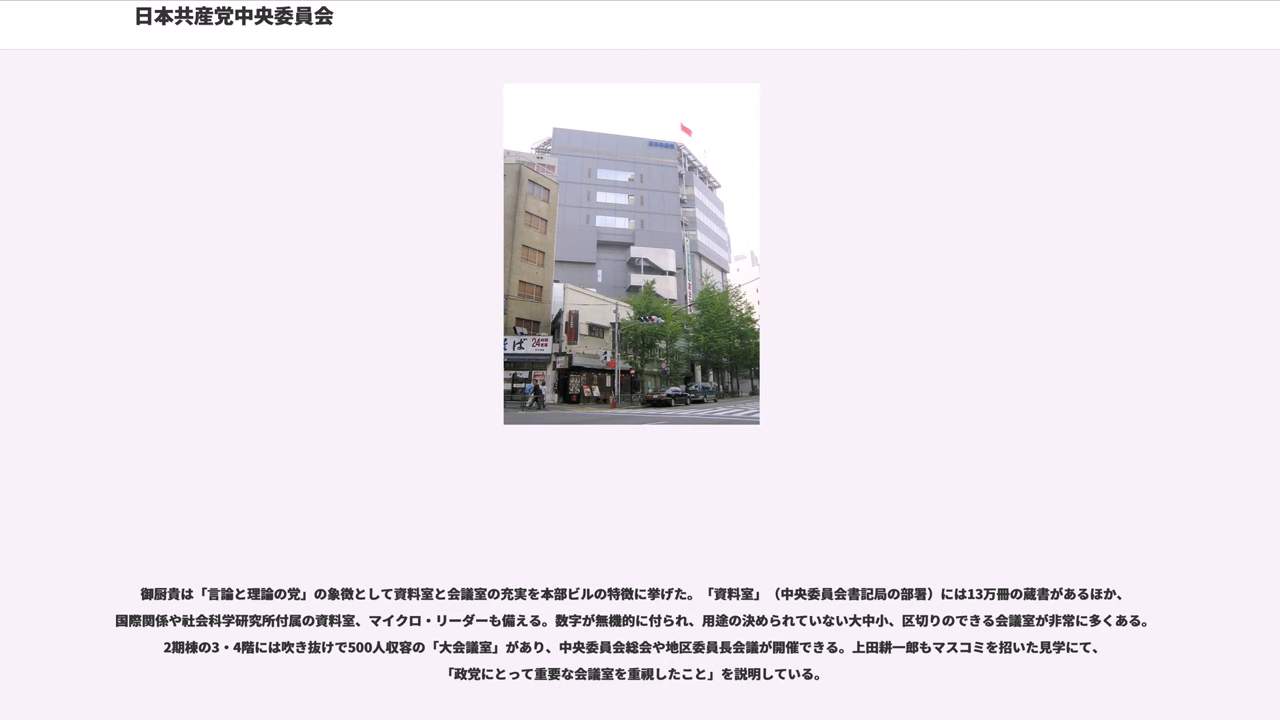 日本共産党中央委員会
そば
24
御厨貴は「言論と理論の党」の象徴として資料室と会議室の充実を本部ビルの特徴に挙げた。「資料室」（中央委員会書記局の部署）には13万冊の蔵書があるほか、
国際関係や社会科学研究所付属の資料室、マイクロ・リーダーも備える。数字が無機的に付られ、用途の決められていない大中小、区切りのできる会議室が非常に多くある。
2期棟の3・4階には吹き抜けで500人収容の「大会議室」があり、中央委員会総会や地区委員長会議が開催できる。上田耕一郎もマスコミを招いた見学にて、
「政党にとって重要な会議室を重視したこと」を説明している。